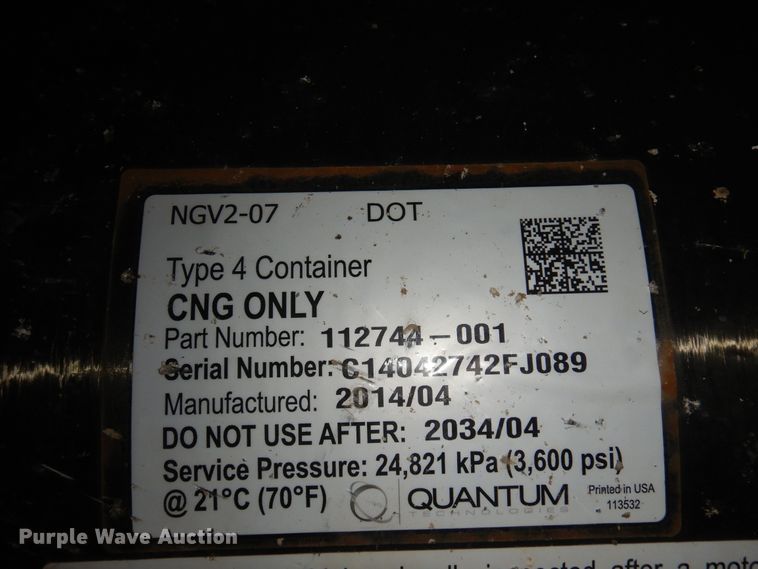 NGV2-07 DOT
Type 4 Container
CNG ONLY
Part Number: 112744-001
Serial Number: C14042742FJ089
Manufactured: 2014/04
DO NOT USE AFTER: 2034/04
Service Pressure: 24,821 kPa (3,600 psi)
@ 21°C (70°F)
QUANTUM
TECHNOLOGIES
Printed in USA
113532
Purple Wave Auction
inspected after a